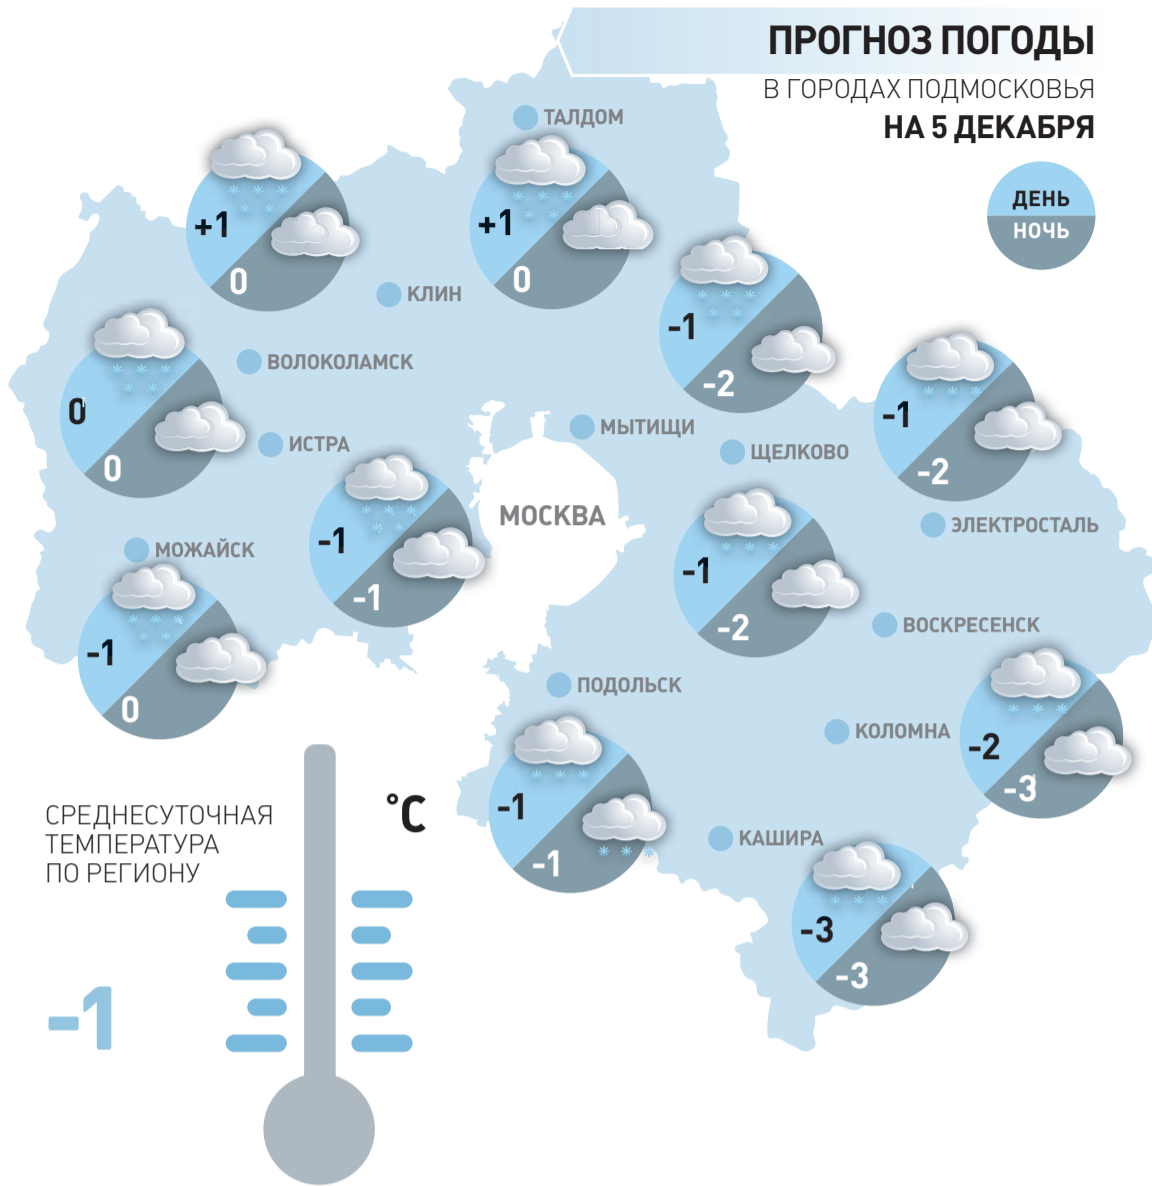 ПРОГНОЗ ПОГОДЫ
В ГОРОДАХ ПОДМОСКОВЬЯ
НА 5 ДЕКАБРЯ
ДЕНЬ
НОЧЬ
ТАЛДОМ
+1
0
+1
0
КЛИН
-1
-2
ВОЛОКОЛАМСК
0
0
-1
-2
МЫТИЩИ
ИСТРА
ЩЕЛКОВО
МОСКВА
ЭЛЕКТРОСТАЛЬ
-1
-1
МОЖАЙСК
-1
-2
ВОСКРЕСЕНСК
-1
0
ПОДОЛЬСК
КОЛОМНА
-2
-3
-1
-1
КАШИРА
-3
-3
СРЕДНЕСУТОЧНАЯ
ТЕМПЕРАТУРА
ПО РЕГИОНУ
°C
-1